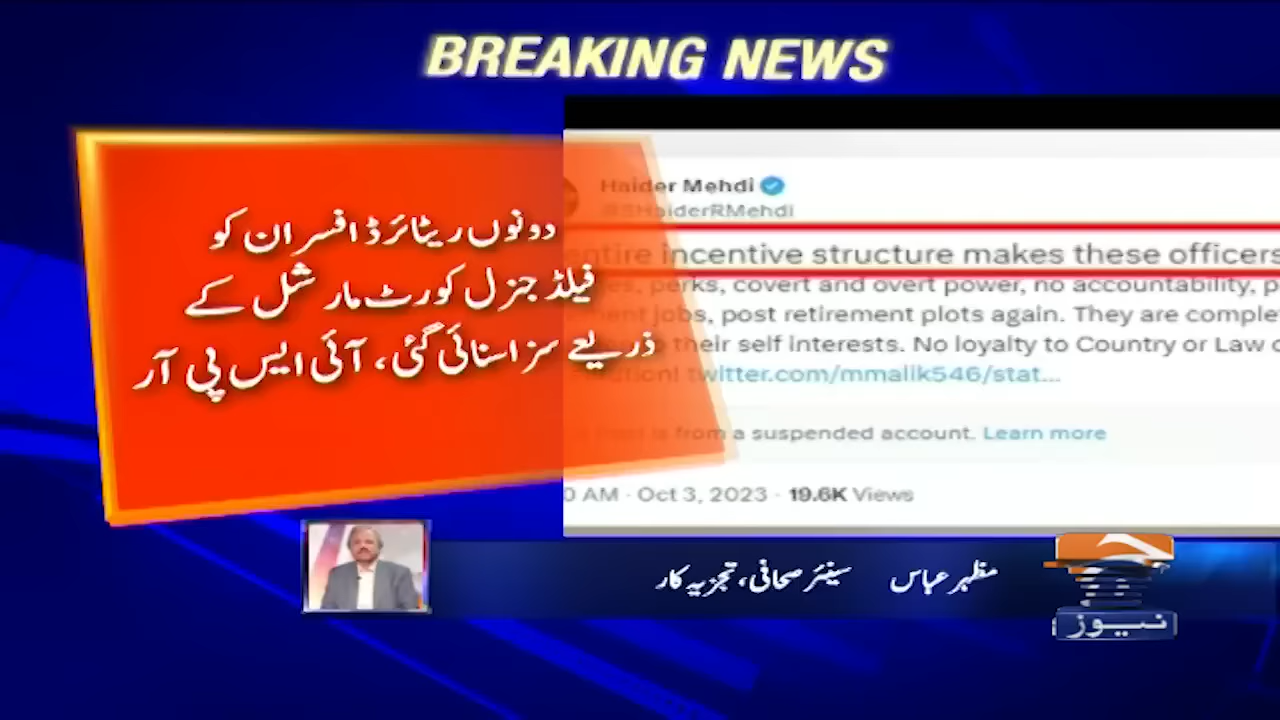 BREAKING NEWS
دونوں ریٹائرڈ افسران کو
فیلڈ جنرل کورٹ مارشل کے
ذریعے سزا سنائی گئی، آئی ایس پی آر
Haider Mehdi
incentive structure makes these officers
perks, covert and overt power, no accountability, p
jobs, post retirement plots again. They are comple
their self interests. No loyalty to Country or Law o
twitter.com/mmalik546/stat...
is from a suspended account. Learn more
0 AM · Oct 3, 2023 · 19.6K Views
مظہر عباس سینئر صحافی، تجزیہ کار
نیوز